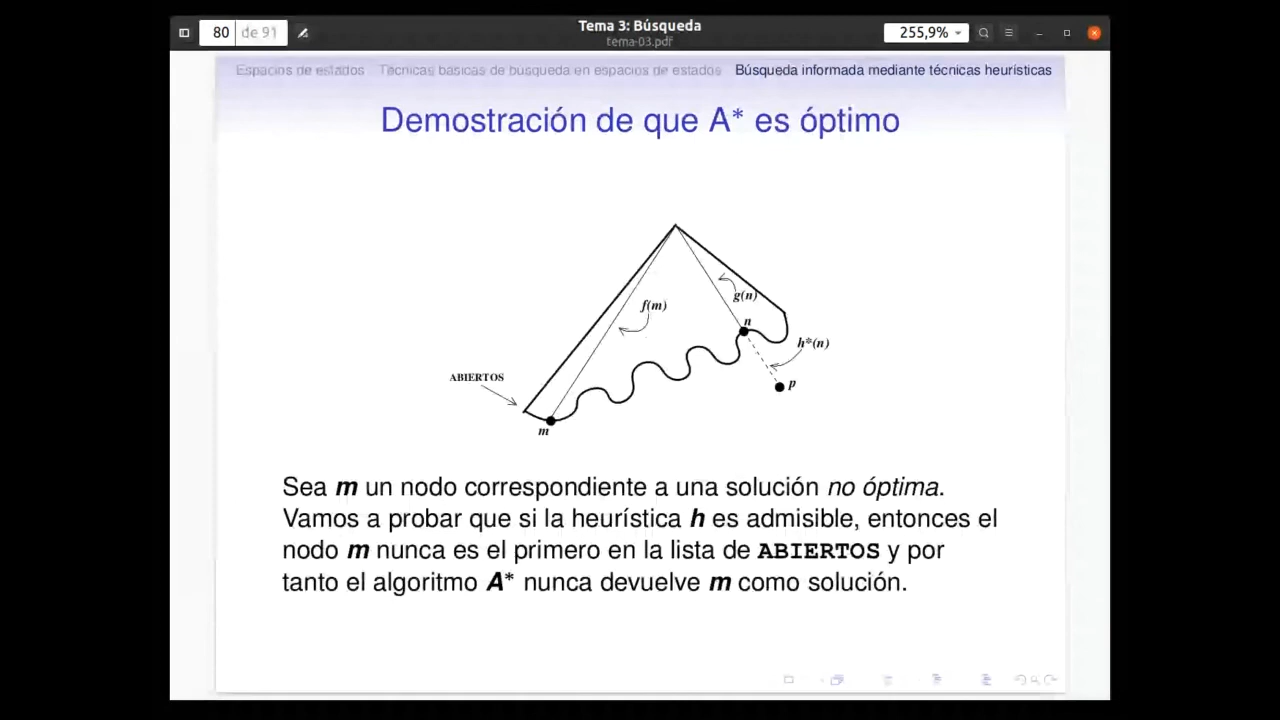 Tema 3: Búsqueda
tema-03.pdf
80 de 91
255,9%
Espacios de estados Técnicas básicas de búsqueda en espacios de estados Búsqueda informada mediante técnicas heurísticas
Demostración de que A* es óptimo
f(m)
g(n)
n
h*(n)
ABIERTOS
p
m
Sea m un nodo correspondiente a una solución no óptima.
Vamos a probar que si la heurística h es admisible, entonces el
nodo m nunca es el primero en la lista de ABIERTOS y por
tanto el algoritmo A* nunca devuelve m como solución.